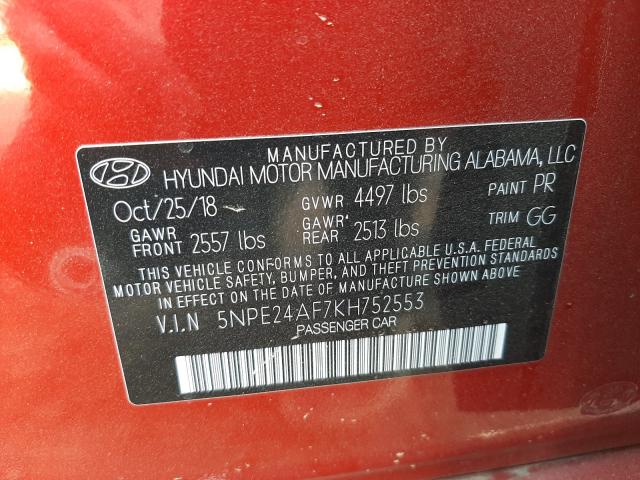 MANUFACTURED BY
HYUNDAI MOTOR MANUFACTURING ALABAMA, LLC
Oct/25/18 GVWR 4497 lbs PAINT PR
GAWR FRONT 2557 lbs GAWR REAR 2513 lbs TRIM GG
THIS VEHICLE CONFORMS TO ALL APPLICABLE U.S.A. FEDERAL
MOTOR VEHICLE SAFETY, BUMPER, AND THEFT PREVENTION STANDARDS
IN EFFECT ON THE DATE OF MANUFACTURE SHOWN ABOVE
V.I.N 5NPE24AF7KH752553
PASSENGER CAR